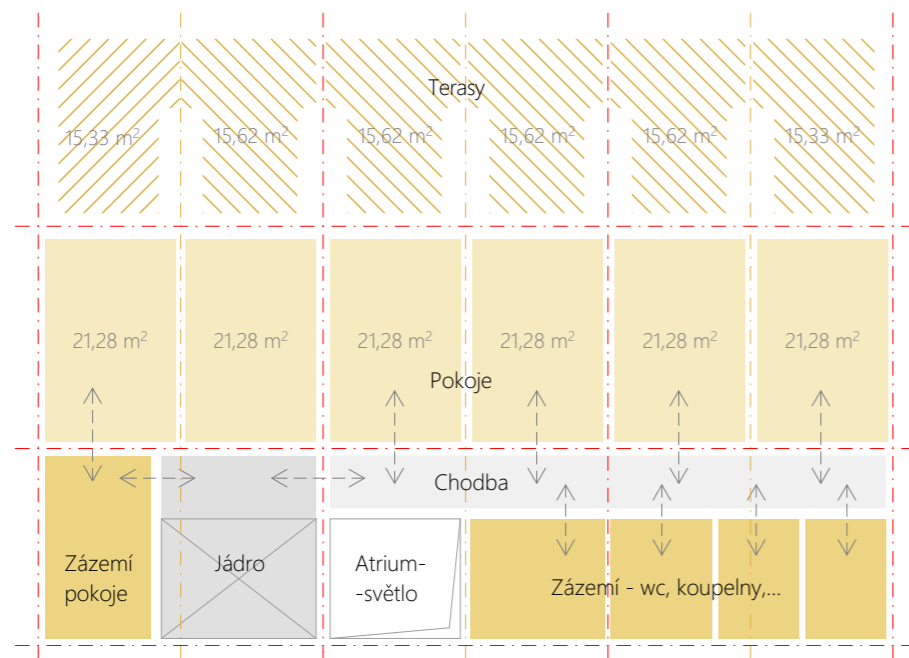 Terasy
15,33 m²
15,62 m²
15,62 m²
15,62 m²
15,62 m²
15,33 m²
21,28 m²
21,28 m²
21,28 m²
21,28 m²
21,28 m²
21,28 m²
Pokoje
Chodba
Zázemí
pokoje
Jádro
Atrium-
-světlo
Zázemí - wc, koupelny,...